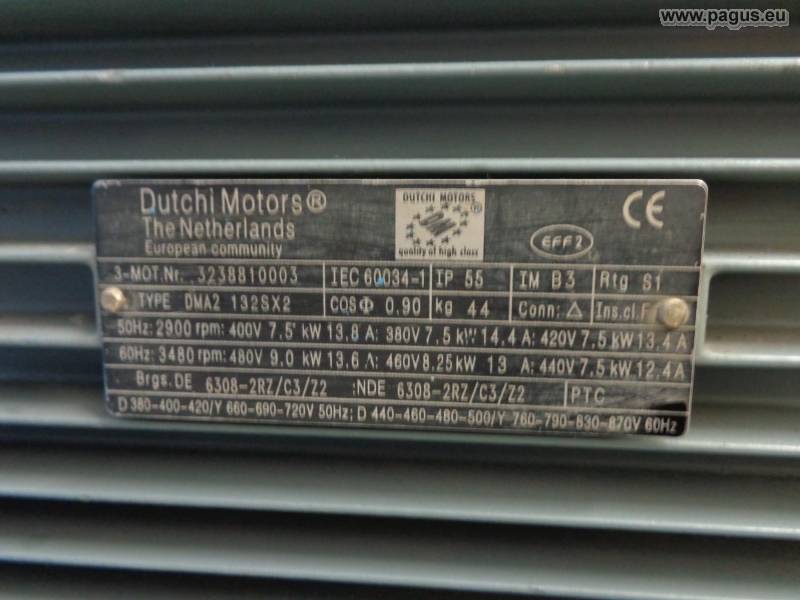 www.pagus.eu
Dutchi Motors®
The Netherlands
European community
DUTCHI MOTORS ®
DM
quality of high class
EFF2
CE
3-MOT.Nr. 3238810003 IEC 60034-1 IP 55 IM B3 Rtg S1
TYPE DMA2 132SX2 COSΦ 0.90 kg 44 Conn: △ Ins.cl.F
50Hz: 2900 rpm: 400V 7.5 kW 13.8 A: 380V 7.5 kW 14.4 A: 420V 7.5 kW 13.4 A
60Hz: 3480 rpm: 480V 9.0 kW 13.6 A: 460V 8.25 kW 13 A: 440V 7.5 kW 12.4A
Brgs.DE 6308-2RZ/C3/Z2 :NDE 6308-2RZ/C3/Z2 PTC
D 380-400-420/Y 660-690-720V 50Hz; D 440-460-480-500/Y 760-790-830-870V 60Hz